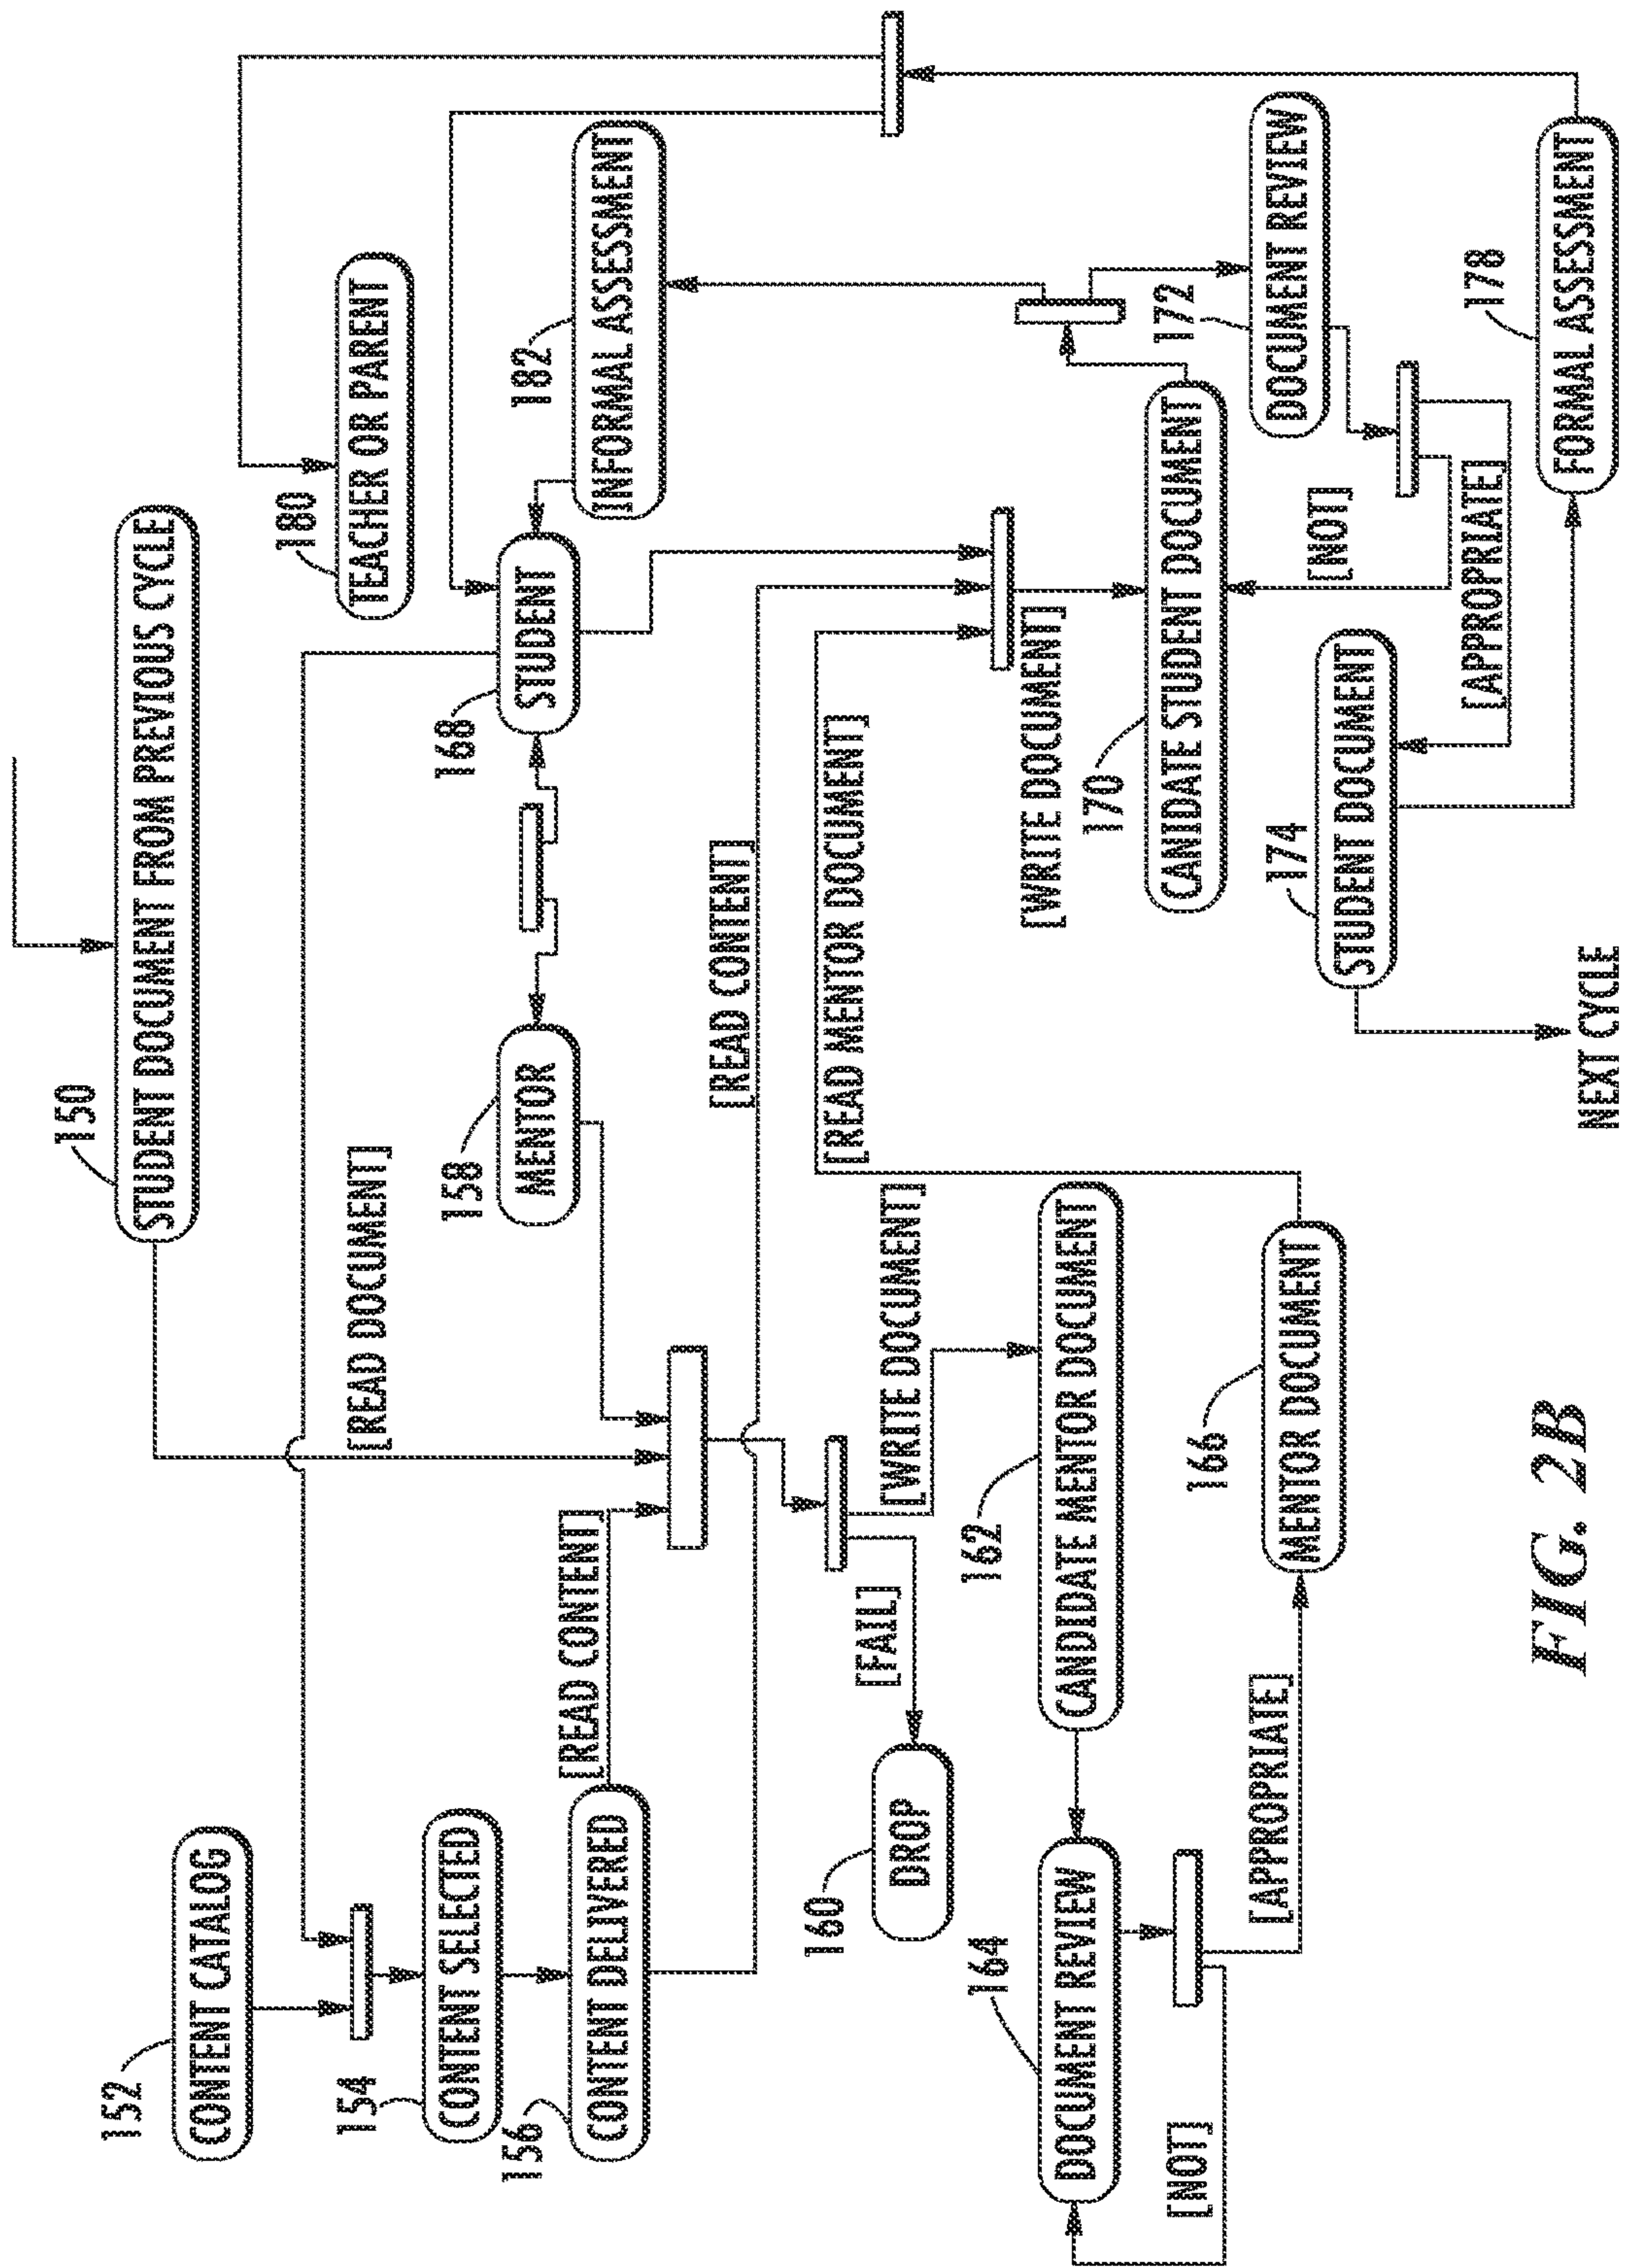 150
STUDENT DOCUMENT FROM PREVIOUS CYCLE
152
CONTENT CATALOG
180
TEACHER OR PARENT
[READ DOCUMENT]
154
CONTENT SELECTED
158
MENTOR
168
STUDENT
182
INFORMAL ASSESSMENT
156
CONTENT DELIVERED
[READ CONTENT]
[READ CONTENT]
[READ MENTOR DOCUMENT]
160
DROP
[FAIL]
[WRITE DOCUMENT]
[WRITE DOCUMENT]
162
CANDIDATE MENTOR DOCUMENT
170
CANIDATE STUDENT DOCUMENT
172
DOCUMENT REVIEW
164
DOCUMENT REVIEW
[NOT]
[APPROPRIATE]
166
MENTOR DOCUMENT
174
STUDENT DOCUMENT
[NOT]
[APPROPRIATE]
178
FORMAL ASSESSMENT
NEXT CYCLE
FIG. 2B